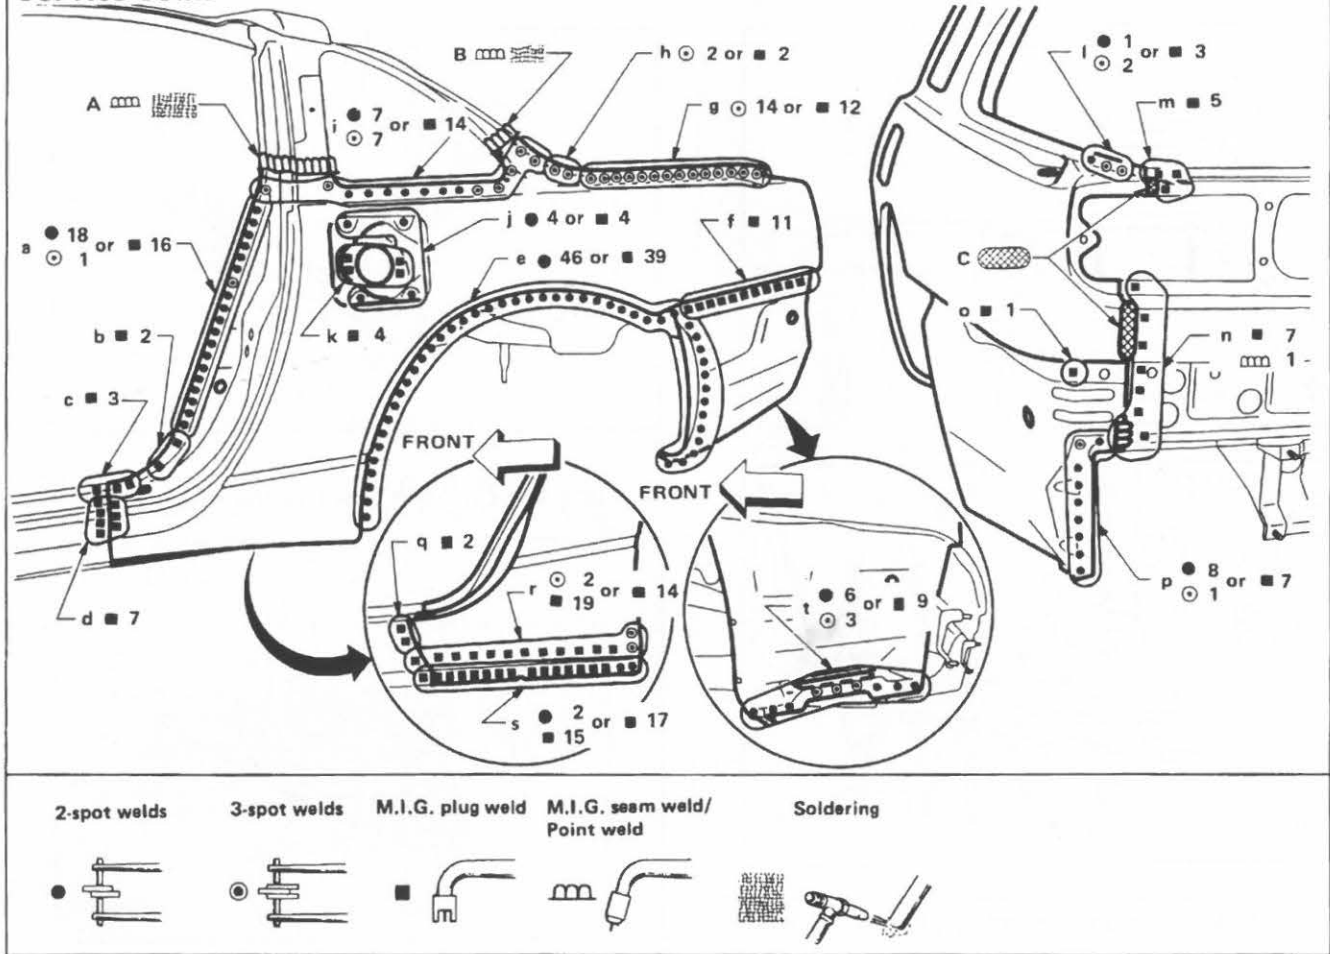 A
B
h ⊙ 2 or ■ 2
g ⊙ 14 or ■ 12
i ● 7 ⊙ 7 or ■ 14
a ● 18 ⊙ 1 or ■ 16
j ● 4 or ■ 4
f ■ 11
e ● 46 or ■ 39
b ■ 2
k ■ 4
c ■ 3
d ■ 7
l ● 1 ⊙ 2 or ■ 3
m ■ 5
C
o ■ 1
n ■ 7
1
p ● 8 ⊙ 1 or ■ 7
FRONT
FRONT
q ■ 2
r ⊙ 2 ■ 19 or ■ 14
s ● 2 ■ 15 or ■ 17
t ● 6 ⊙ 3 or ■ 9
2-spot welds
3-spot welds
M.I.G. plug weld
M.I.G. seam weld/
Point weld
Soldering